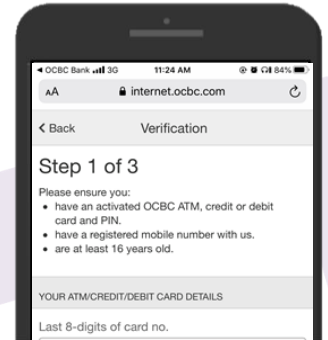 OCBC Bank 3G 11:24 AM 84%
AA internet.ocbc.com
Back Verification
Step 1 of 3
Please ensure you:
• have an activated OCBC ATM, credit or debit
card and PIN.
• have a registered mobile number with us.
• are at least 16 years old.
YOUR ATM/CREDIT/DEBIT CARD DETAILS
Last 8-digits of card no.